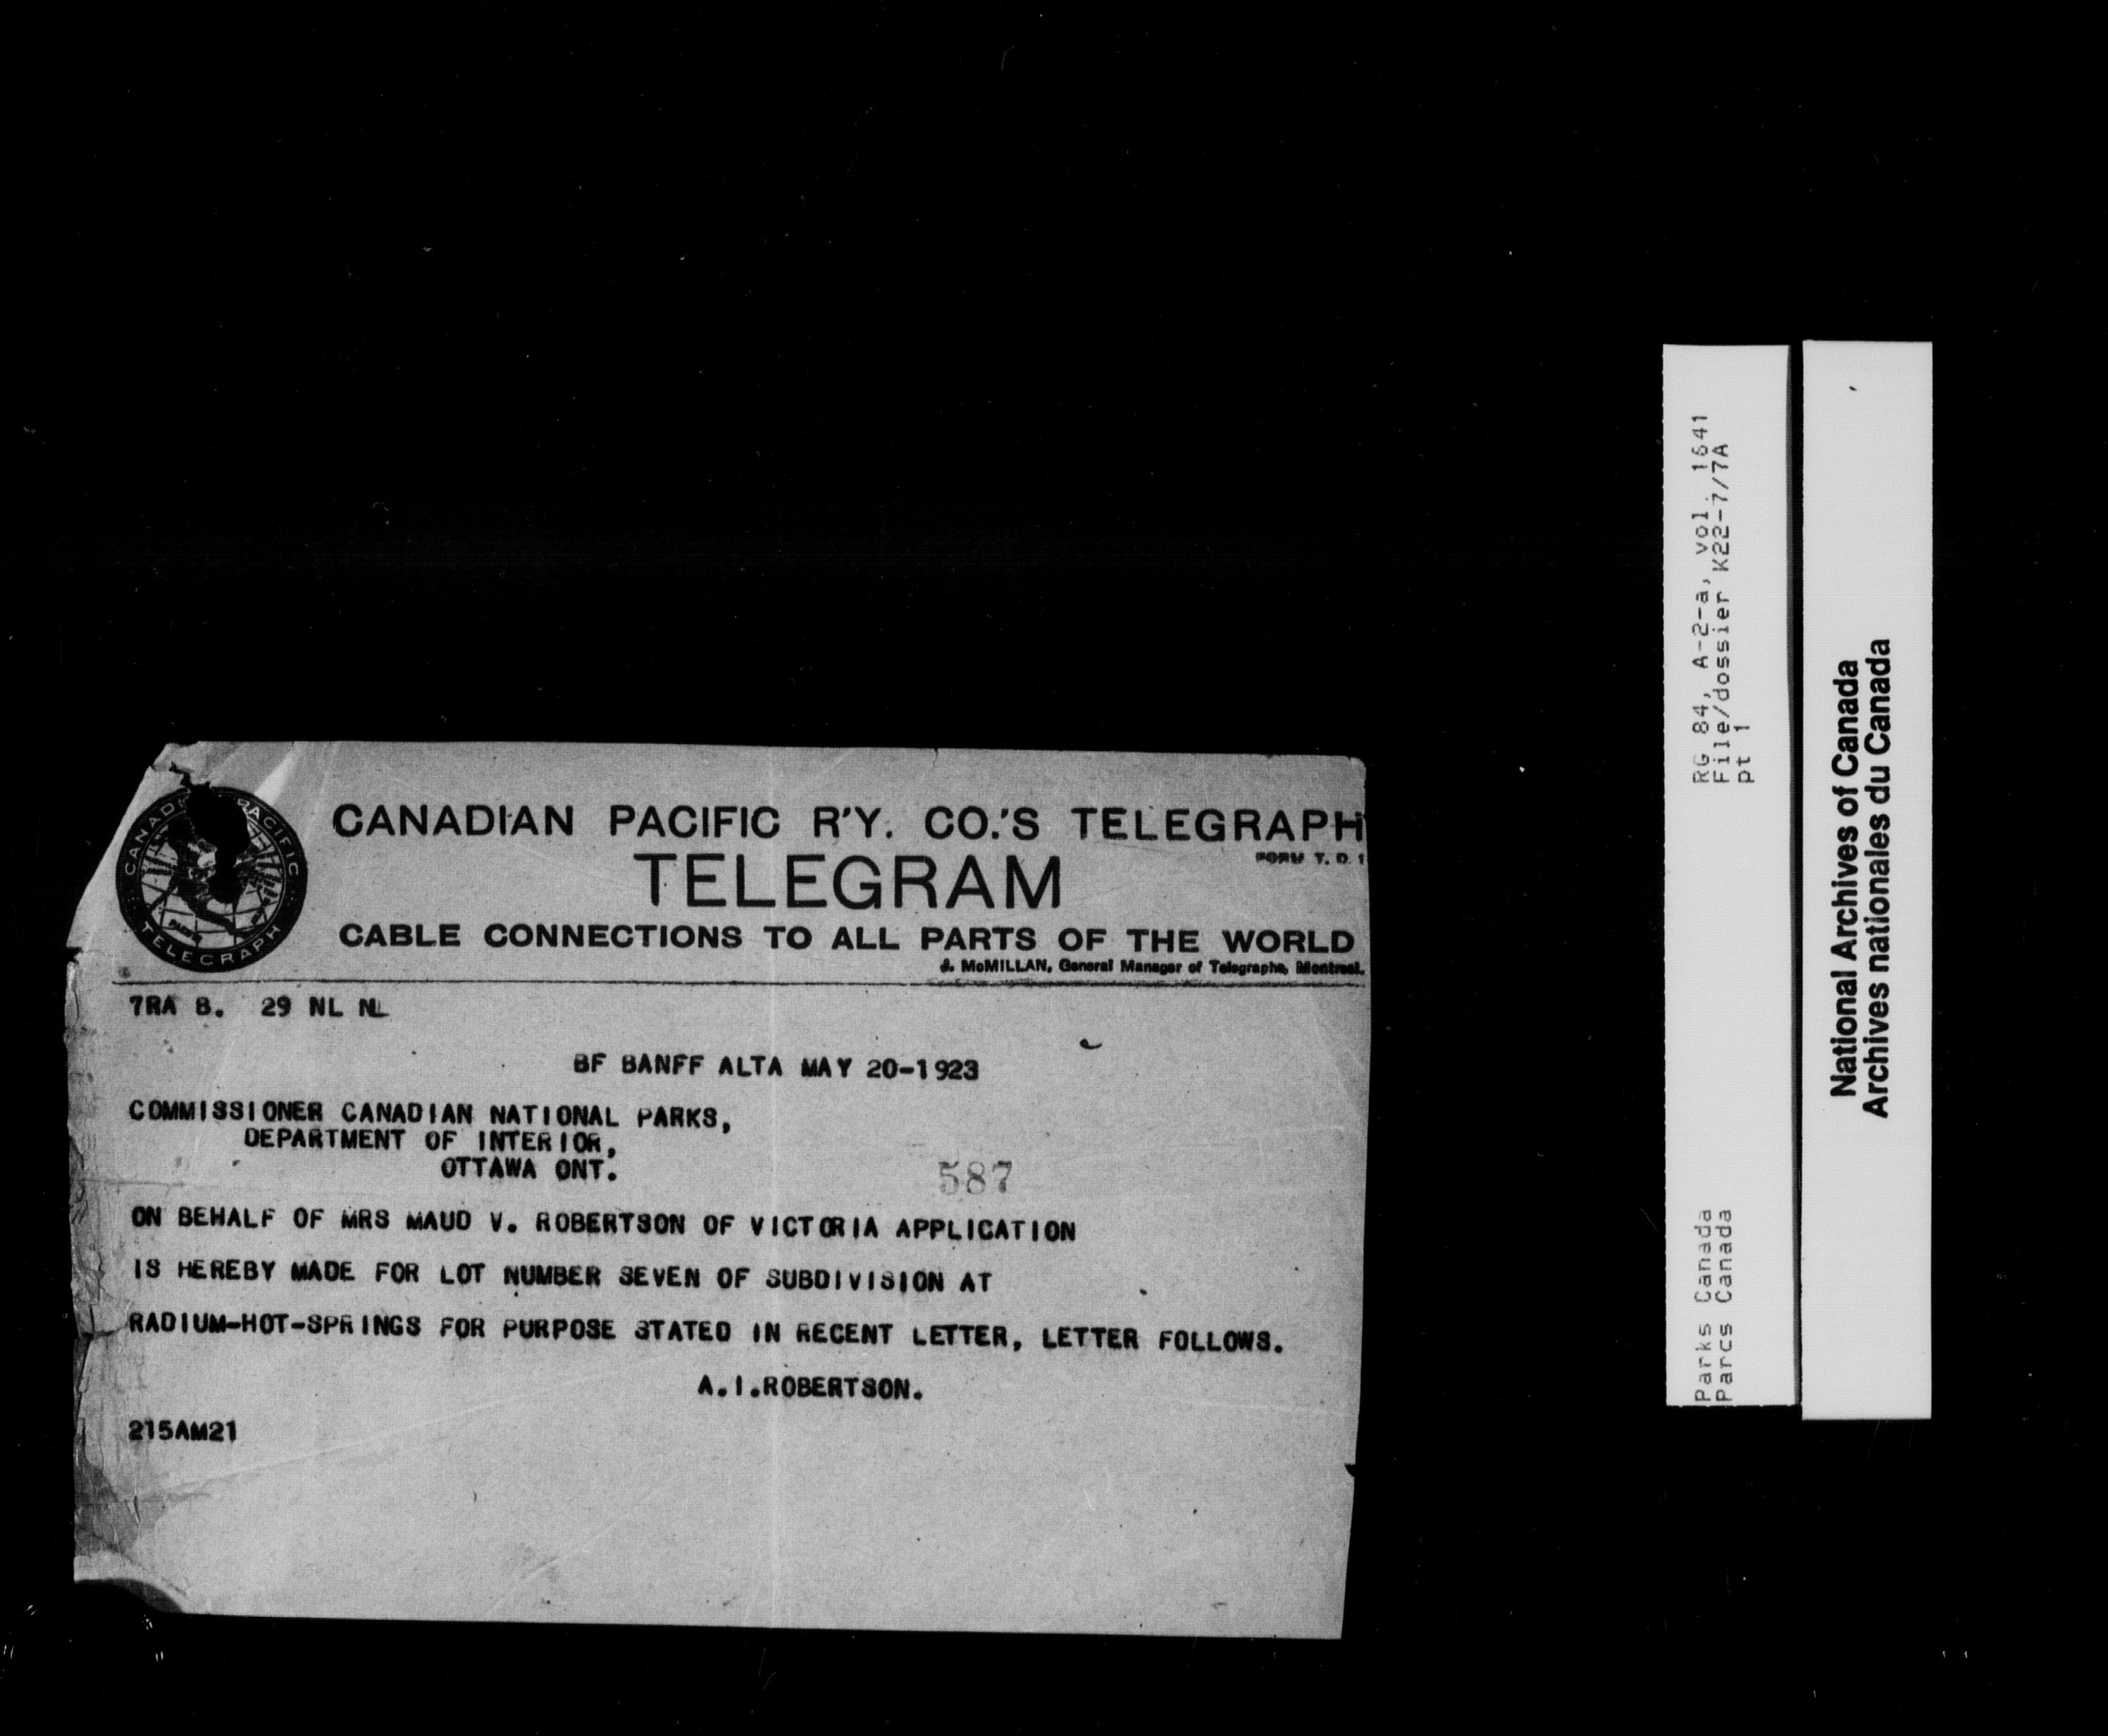 CANADIAN PACIFIC
TELEGRAPH
CANADIAN PACIFIC R'Y. CO.'S TELEGRAPH
FORM T. D. 1
TELEGRAM
CABLE CONNECTIONS TO ALL PARTS OF THE WORLD
J. McMILLAN, General Manager of Telegraphs, Montreal.
7RA B. 29 NL NL
BF BANFF ALTA MAY 20-1923
COMMISSIONER CANADIAN NATIONAL PARKS,
DEPARTMENT OF INTERIOR,
OTTAWA ONT.
587
ON BEHALF OF MRS MAUD V. ROBERTSON OF VICTORIA APPLICATION
IS HEREBY MADE FOR LOT NUMBER SEVEN OF SUBDIVISION AT
RADIUM-HOT-SPRINGS FOR PURPOSE STATED IN RECENT LETTER, LETTER FOLLOWS.
A.I.ROBERTSON.
215AM21
RG 84, A-2-a, vol. 1641
File/dossier K22-7/7A
pt 1
Parks Canada
Parcs Canada
National Archives of Canada
Archives nationales du Canada